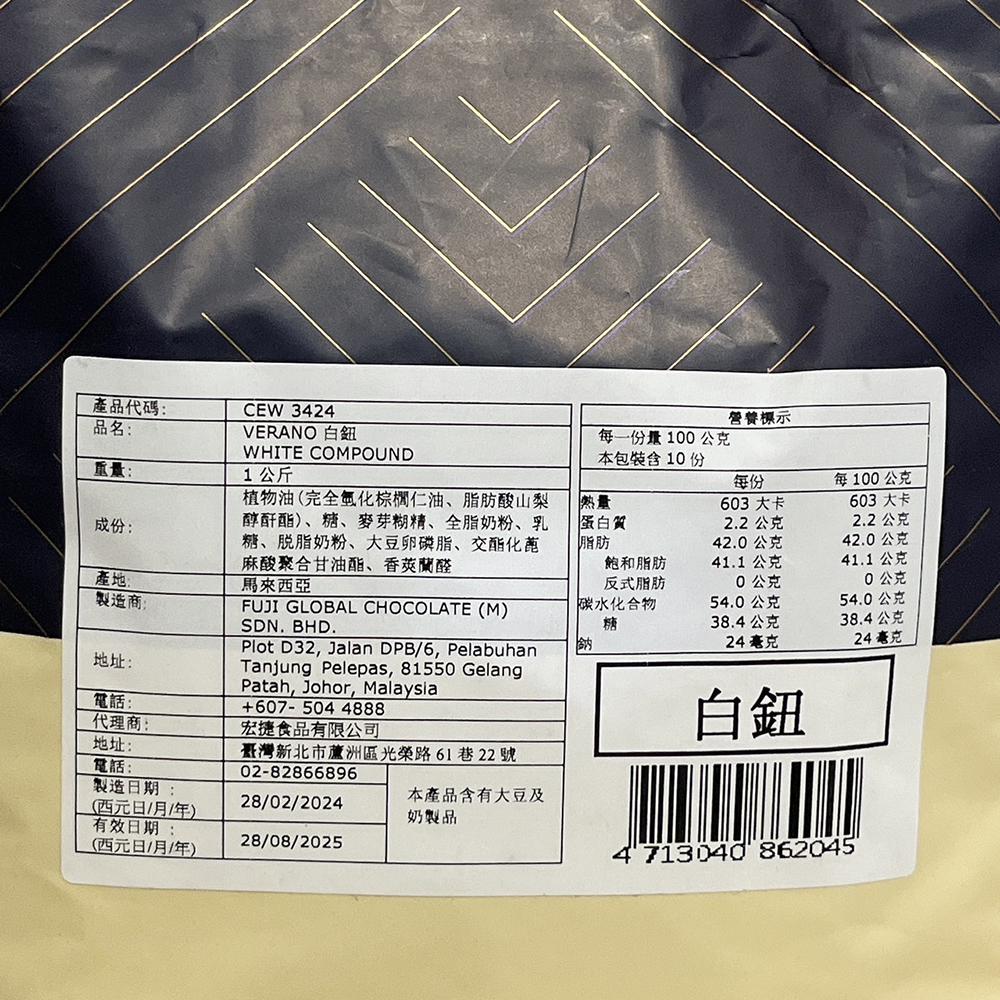 產品代碼: CEW 3424
品名: VERANO 白鈕
WHITE COMPOUND
重量: 1 公斤
成份: 植物油(完全氫化棕櫚仁油、脂肪酸山梨
醇酐酯)、糖、麥芽糊精、全脂奶粉、乳
糖、脱脂奶粉、大豆卵磷脂、交酯化蓖
麻酸聚合甘油酯、香莢蘭醛
產地: 馬來西亞
製造商: FUJI GLOBAL CHOCOLATE (M)
SDN. BHD.
地址: Plot D32, Jalan DPB/6, Pelabuhan
Tanjung Pelepas, 81550 Gelang
Patah, Johor, Malaysia
電話: +607- 504 4888
代理商: 宏捷食品有限公司
地址: 臺灣新北市蘆洲區光榮路 61 巷 22 號
電話: 02-82866896
製造日期 :
(西元日/月/年) 28/02/2024
有效日期 :
(西元日/月/年) 28/08/2025
本產品含有大豆及
奶製品
營養標示
每一份量 100 公克
本包裝含 10 份
每份 每 100 公克
熱量 603 大卡 603 大卡
蛋白質 2.2 公克 2.2 公克
脂肪 42.0 公克 42.0 公克
飽和脂肪 41.1 公克 41.1 公克
反式脂肪 0 公克 0 公克
碳水化合物 54.0 公克 54.0 公克
糖 38.4 公克 38.4 公克
鈉 24 毫克 24 毫克
白鈕
4 713040 862045